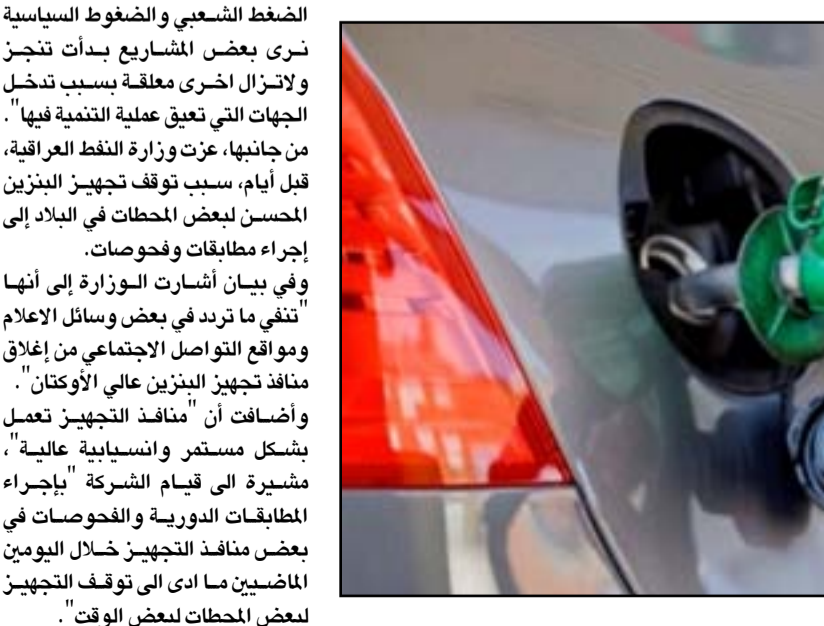 الضغط الشعبي والضغوط السياسية
نرى بعض المشاريع بدأت تنجز
ولاتزال اخرى معلقة بسبب تدخل
الجهات التي تعيق عملية التنمية فيها".
من جانبها، عزت وزارة النفط العراقية،
قبل أيام، سبب توقف تجهيز البنزين
المحسن لبعض المحطات في البلاد إلى
إجراء مطابقات وفحوصات.
وفي بيان أشارت الوزارة إلى أنها
"تنفي ما تردد في بعض وسائل الاعلام
ومواقع التواصل الاجتماعي من إغلاق
منافذ تجهيز البنزين عالي الأوكتان".
وأضافت أن "منافذ التجهيز تعمل
بشكل مستمر وانسيابية عالية"،
مشيرة الى قيام الشركة "بإجراء
المطابقات الدورية والفحوصات في
بعض منافذ التجهيز خلال اليومين
الماضيين ما ادى الى توقف التجهيز
لبعض المحطات لبعض الوقت".